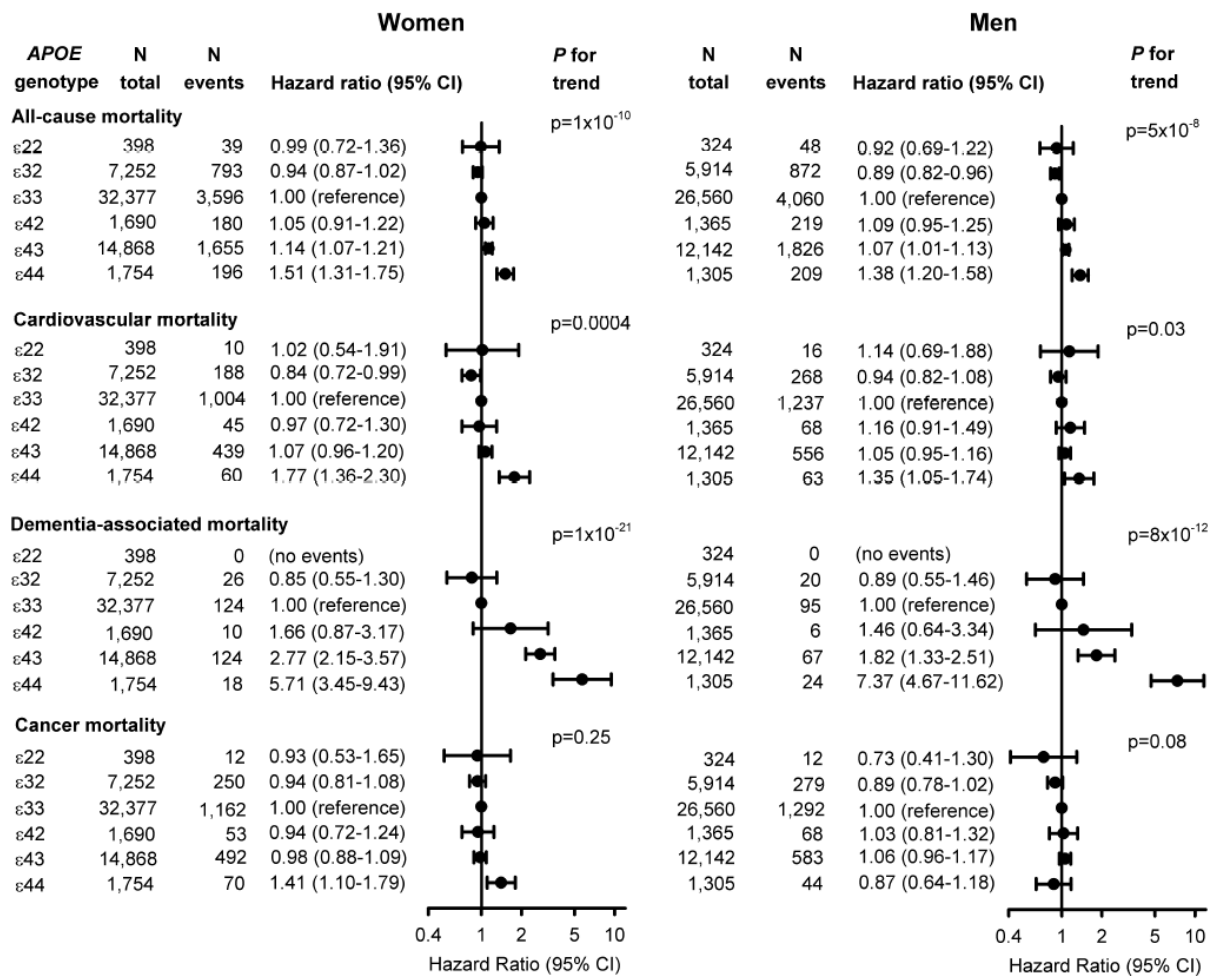 Women Men
APOE N N P for N N P for
genotype total events Hazard ratio (95% CI) trend total events Hazard ratio (95% CI) trend
All-cause mortality p=1x10⁻¹⁰ p=5x10⁻⁸
ε22 398 39 0.99 (0.72-1.36) 324 48 0.92 (0.69-1.22)
ε32 7,252 793 0.94 (0.87-1.02) 5,914 872 0.89 (0.82-0.96)
ε33 32,377 3,596 1.00 (reference) 26,560 4,060 1.00 (reference)
ε42 1,690 180 1.05 (0.91-1.22) 1,365 219 1.09 (0.95-1.25)
ε43 14,868 1,655 1.14 (1.07-1.21) 12,142 1,826 1.07 (1.01-1.13)
ε44 1,754 196 1.51 (1.31-1.75) 1,305 209 1.38 (1.20-1.58)
Cardiovascular mortality p=0.0004 p=0.03
ε22 398 10 1.02 (0.54-1.91) 324 16 1.14 (0.69-1.88)
ε32 7,252 188 0.84 (0.72-0.99) 5,914 268 0.94 (0.82-1.08)
ε33 32,377 1,004 1.00 (reference) 26,560 1,237 1.00 (reference)
ε42 1,690 45 0.97 (0.72-1.30) 1,365 68 1.16 (0.91-1.49)
ε43 14,868 439 1.07 (0.96-1.20) 12,142 556 1.05 (0.95-1.16)
ε44 1,754 60 1.77 (1.36-2.30) 1,305 63 1.35 (1.05-1.74)
Dementia-associated mortality p=1x10⁻²¹ p=8x10⁻¹²
ε22 398 0 (no events) 324 0 (no events)
ε32 7,252 26 0.85 (0.55-1.30) 5,914 20 0.89 (0.55-1.46)
ε33 32,377 124 1.00 (reference) 26,560 95 1.00 (reference)
ε42 1,690 10 1.66 (0.87-3.17) 1,365 6 1.46 (0.64-3.34)
ε43 14,868 124 2.77 (2.15-3.57) 12,142 67 1.82 (1.33-2.51)
ε44 1,754 18 5.71 (3.45-9.43) 1,305 24 7.37 (4.67-11.62)
Cancer mortality p=0.25 p=0.08
ε22 398 12 0.93 (0.53-1.65) 324 12 0.73 (0.41-1.30)
ε32 7,252 250 0.94 (0.81-1.08) 5,914 279 0.89 (0.78-1.02)
ε33 32,377 1,162 1.00 (reference) 26,560 1,292 1.00 (reference)
ε42 1,690 53 0.94 (0.72-1.24) 1,365 68 1.03 (0.81-1.32)
ε43 14,868 492 0.98 (0.88-1.09) 12,142 583 1.06 (0.96-1.17)
ε44 1,754 70 1.41 (1.10-1.79) 1,305 44 0.87 (0.64-1.18)
0.4 1 2 5 10 0.4 1 2 5 10
Hazard Ratio (95% CI) Hazard Ratio (95% CI)